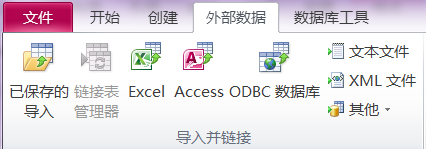 文件 开始 创建 外部数据 数据库工具
已保存的导入 链接表管理器 Excel Access ODBC 数据库
文本文件
XML 文件
其他
导入并链接